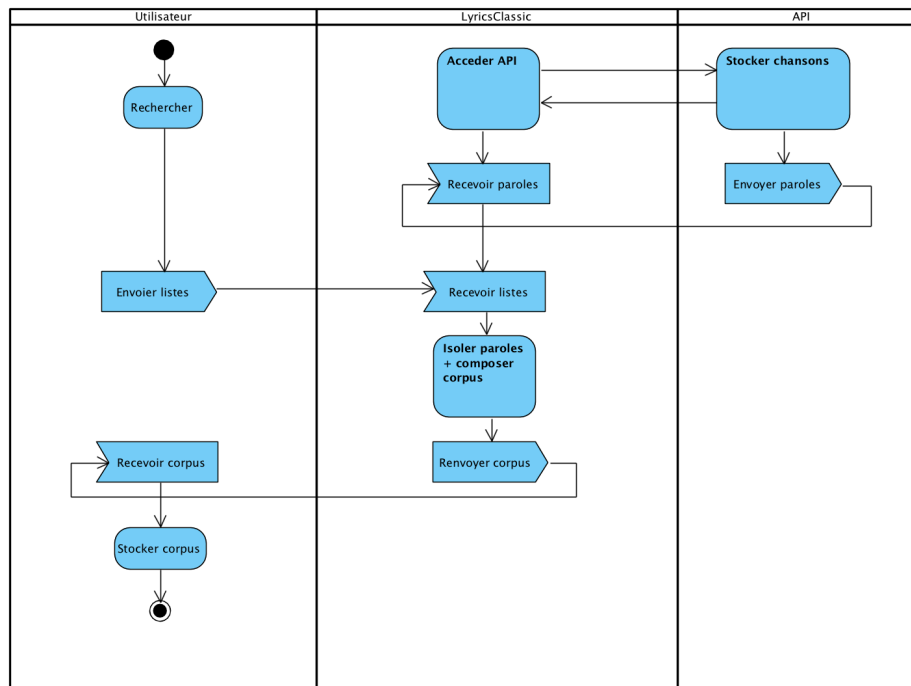 Utilisateur
LyricsClassic
API
Acceder API
Stocker chansons
Rechercher
Recevoir paroles
Envoyer paroles
Envoier listes
Recevoir listes
Isoler paroles
+ composer
corpus
Recevoir corpus
Renvoyer corpus
Stocker corpus